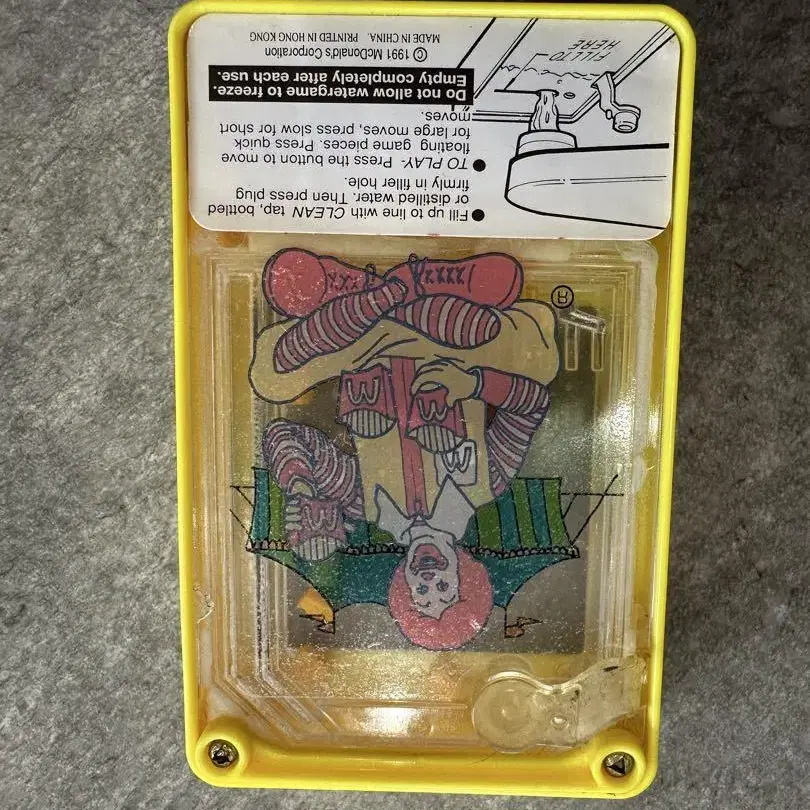 ● Fill up to line with CLEAN tap, bottled
or distilled water. Then press plug
firmly in filler hole.
● TO PLAY- Press the button to move
floating game pieces. Press quick
for large moves, press slow for short
moves.
Do not allow watergame to freeze.
Empty completely after each use.
© 1991 McDonald's Corporation
MADE IN CHINA. PRINTED IN HONG KONG
FILL TO
HERE
®